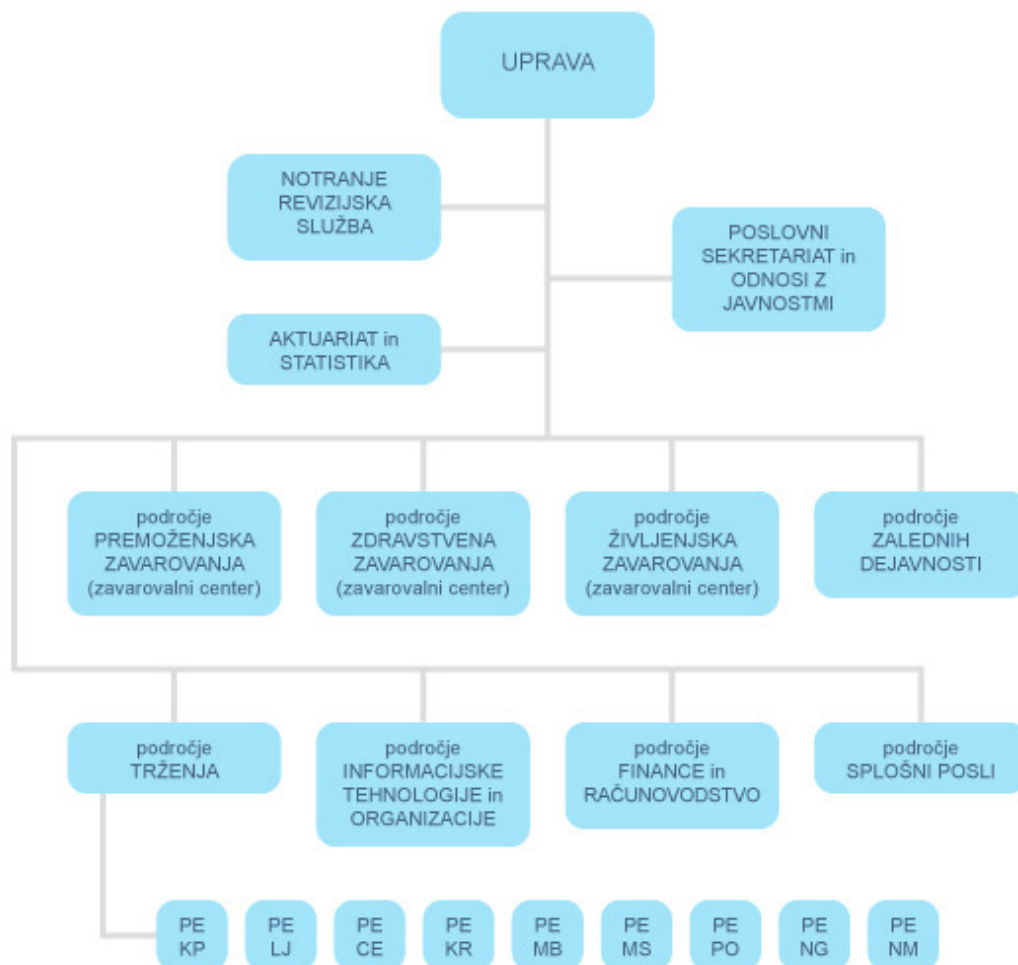 UPRAVA
NOTRANJE
REVIZIJSKA
SLUŽBA
POSLOVNI
SEKRETARIAT in
ODNOSI Z
JAVNOSTMI
AKTUARIAT in
STATISTIKA
področje
PREMOŽENJSKA
ZAVAROVANJA
(zavarovalni center)
področje
ZDRAVSTVENA
ZAVAROVANJA
(zavarovalni center)
področje
ŽIVLJENJSKA
ZAVAROVANJA
(zavarovalni center)
področje
ZALEDNIH
DEJAVNOSTI
področje
TRŽENJA
področje
INFORMACIJSKE
TEHNOLOGIJE in
ORGANIZACIJE
področje
FINANCE in
RAČUNOVODSTVO
področje
SPLOŠNI POSLI
PE
KP
PE
LJ
PE
CE
PE
KR
PE
MB
PE
MS
PE
PO
PE
NG
PE
NM